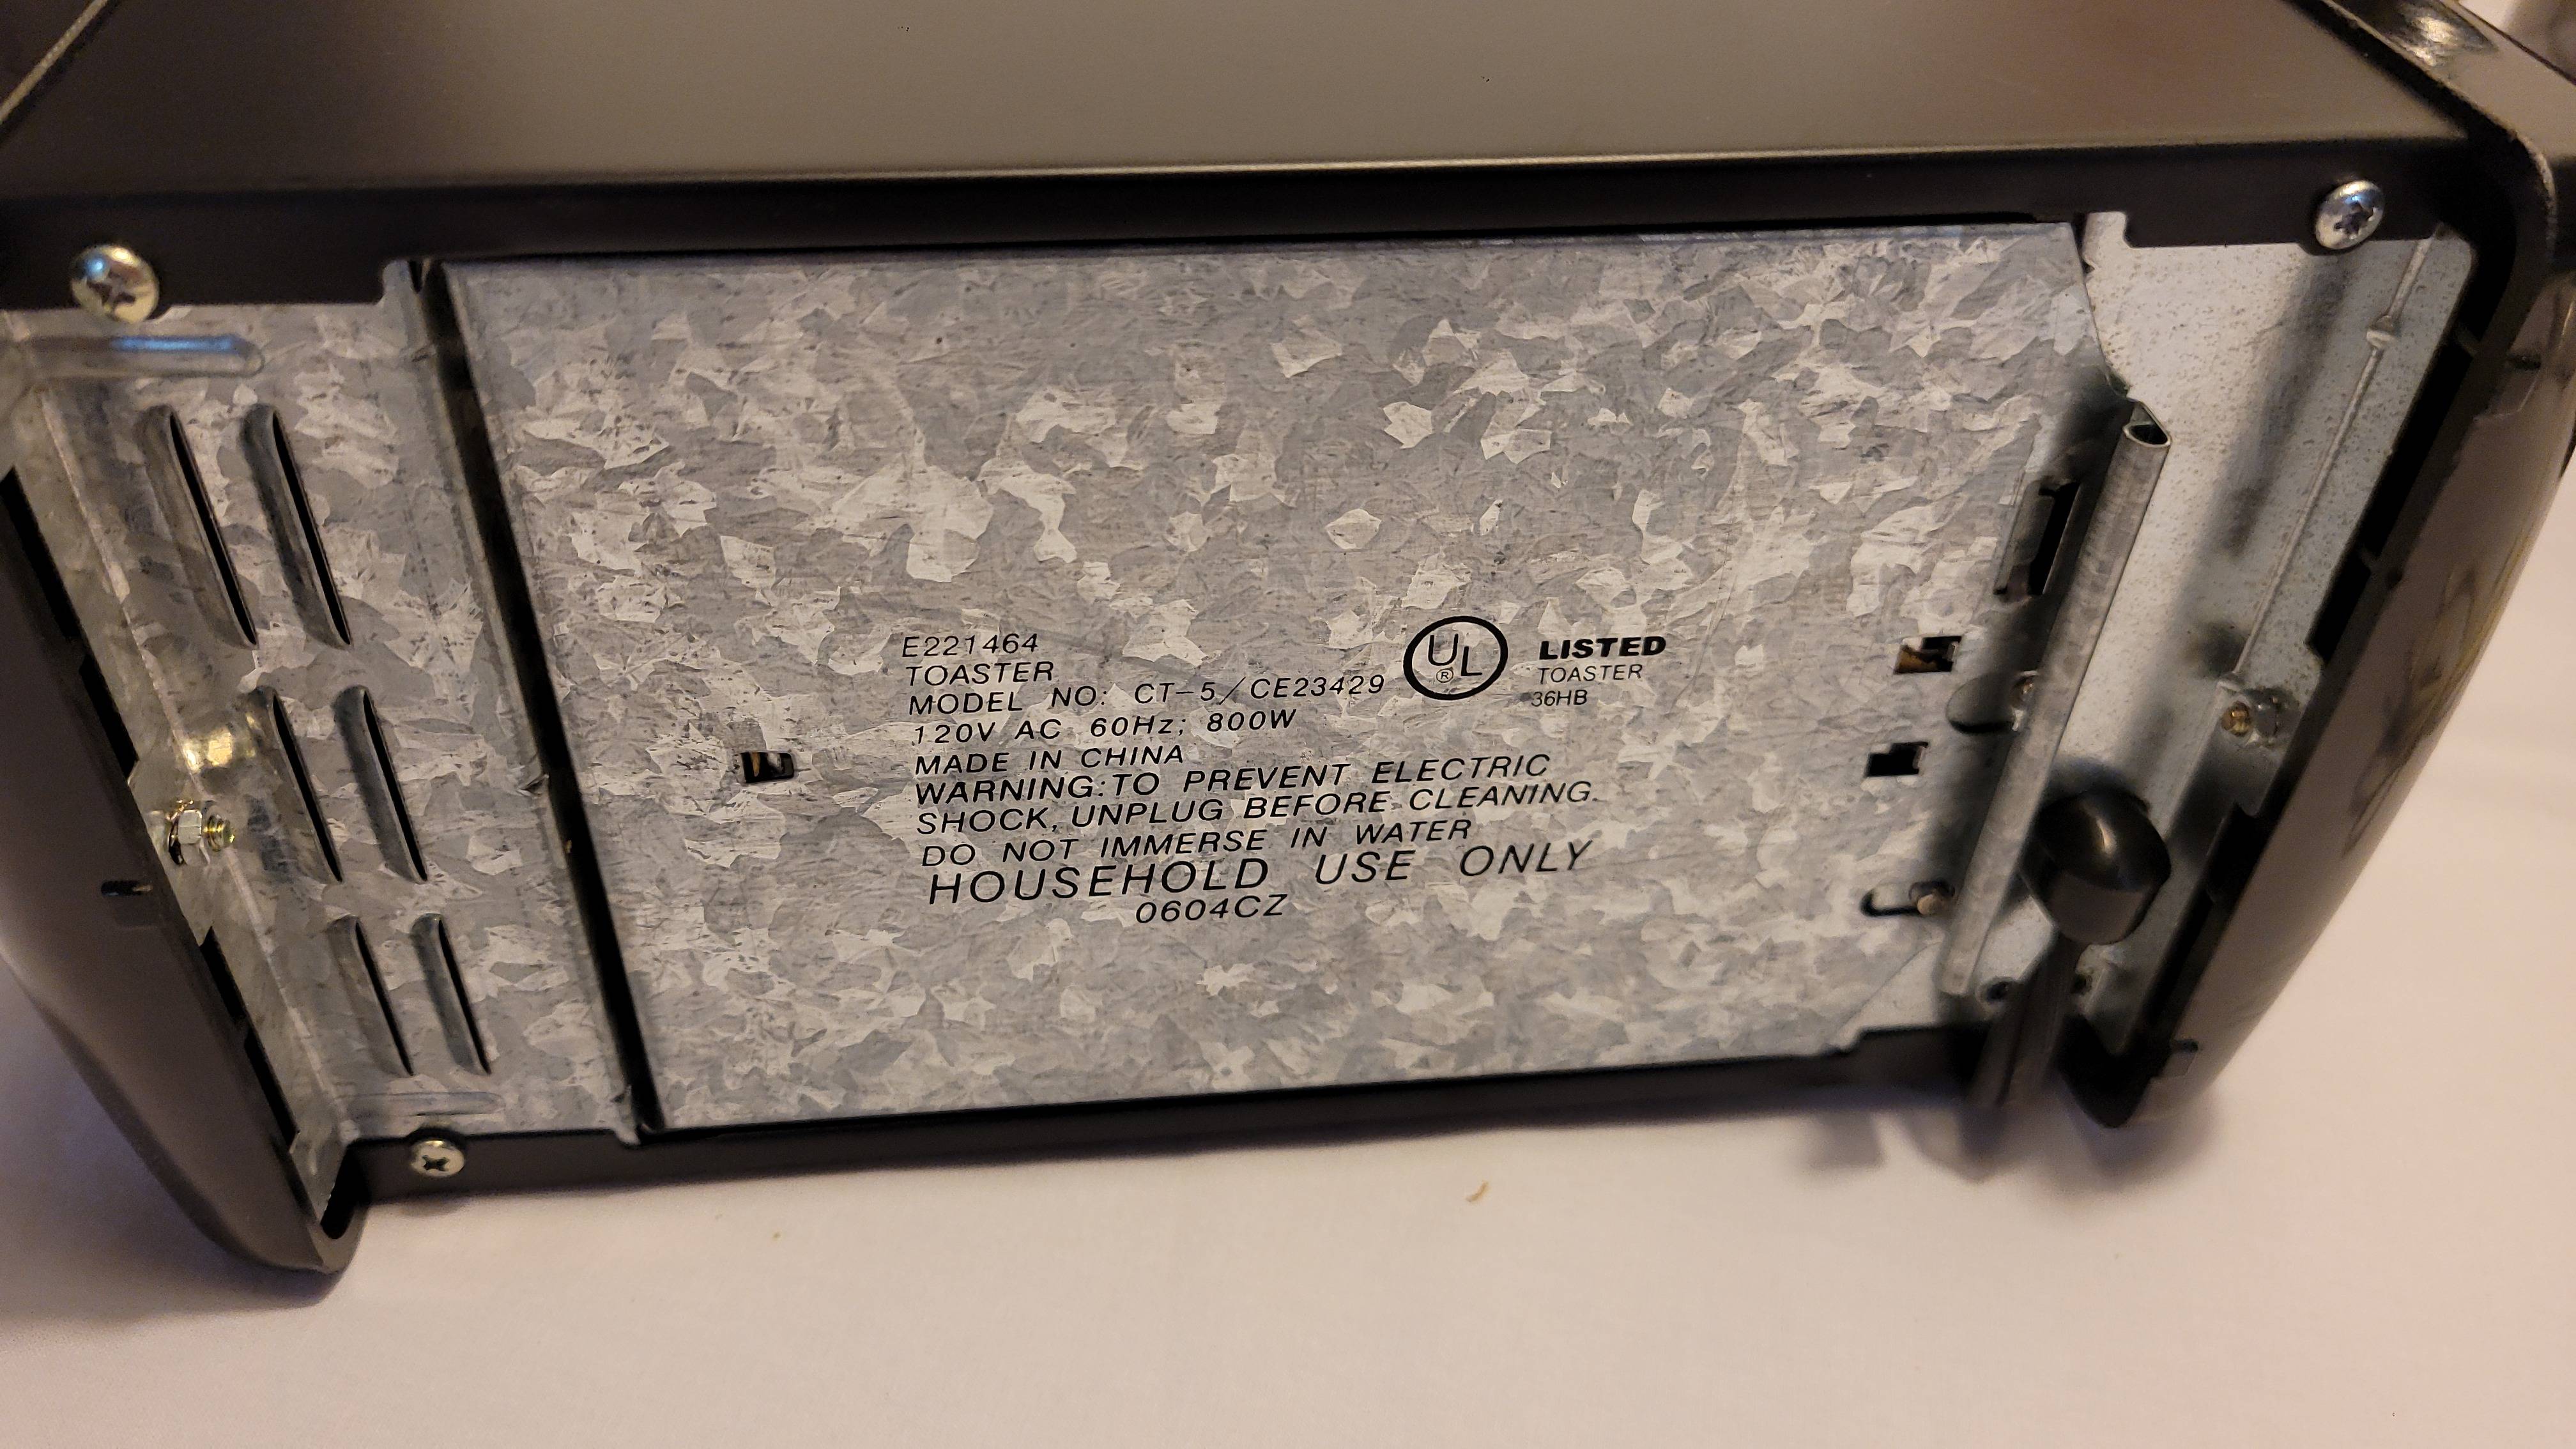 E221464
TOASTER
MODEL NO: CT-5/CE23429
120V AC 60Hz; 800W
MADE IN CHINA
WARNING:TO PREVENT ELECTRIC
SHOCK, UNPLUG BEFORE CLEANING.
DO NOT IMMERSE IN WATER
HOUSEHOLD USE ONLY
0604CZ
UL ®
LISTED
TOASTER
36HB